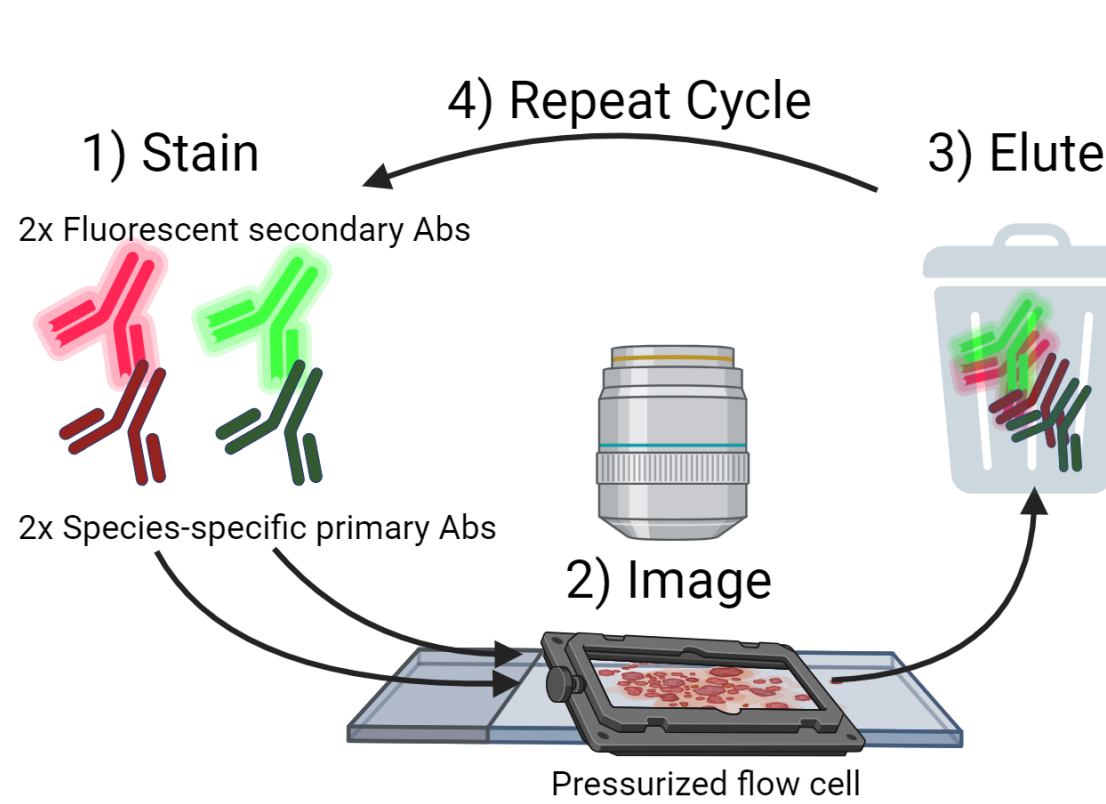 4) Repeat Cycle
1) Stain
3) Elute
2x Fluorescent secondary Abs
2x Species-specific primary Abs
2) Image
Pressurized flow cell